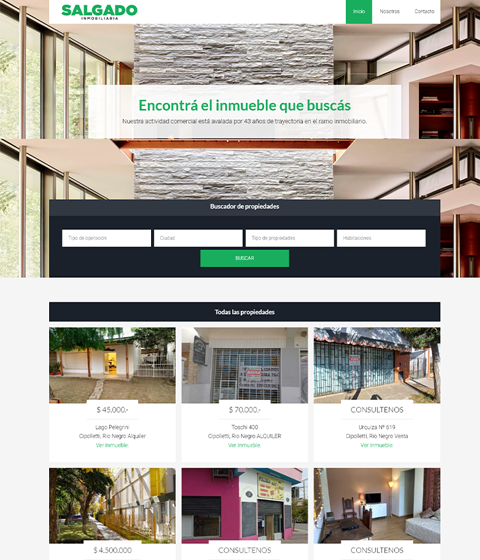 SALGADO
INMOBILIARIA
Inicio
Nosotros
Contacto
Encontrá el inmueble que buscás
Nuestra actividad comercial está avalada por 43 años de trayectoria en el ramo inmobiliario.
Buscador de propiedades
Tipo de operación
Ciudad
Tipo de propiedades
Habitaciones
BUSCAR
Todas las propiedades
$ 45.000.-
Lago Pelegrini
Cipolletti, Rio Negro Alquiler
Ver Inmueble
$ 70.000.-
Toschi 400
Cipolletti, Rio Negro ALQUILER
Ver Inmueble
CONSULTENOS
Urquiza Nº 619
Cipolletti, Rio Negro Venta
Ver Inmueble
$ 4.500.000
CONSULTENOS
CONSULTENOS